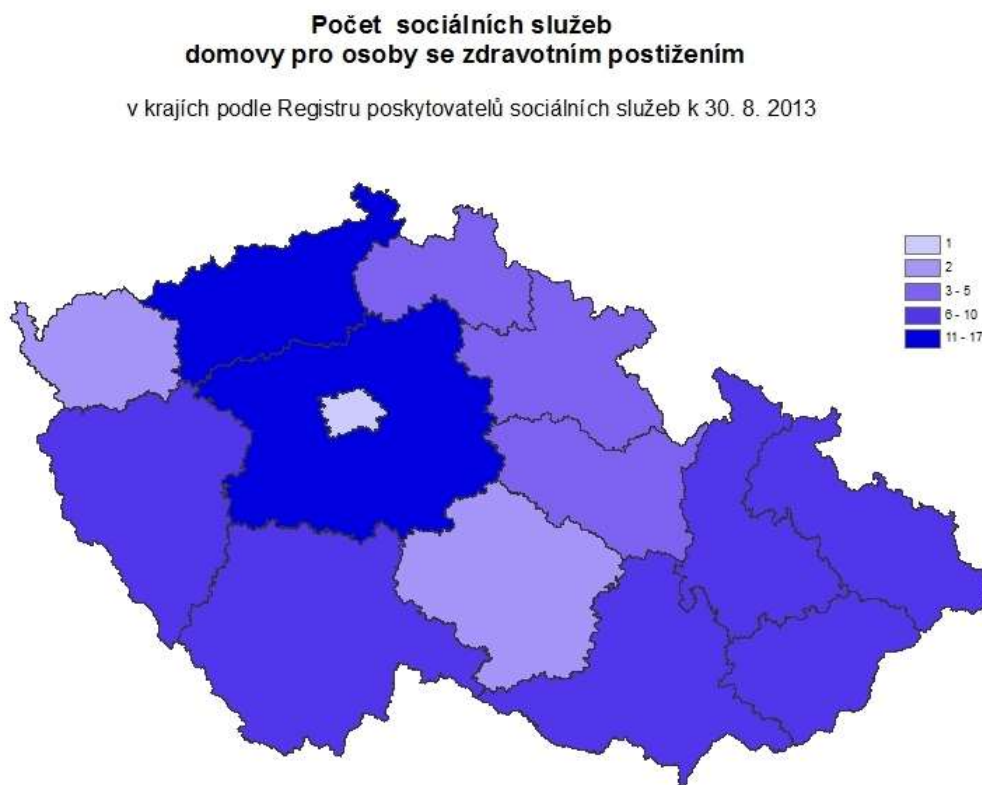 Počet sociálních služeb
domovy pro osoby se zdravotním postižením
v krajích podle Registru poskytovatelů sociálních služeb k 30. 8. 2013
1
2
3 - 5
6 - 10
11 - 17